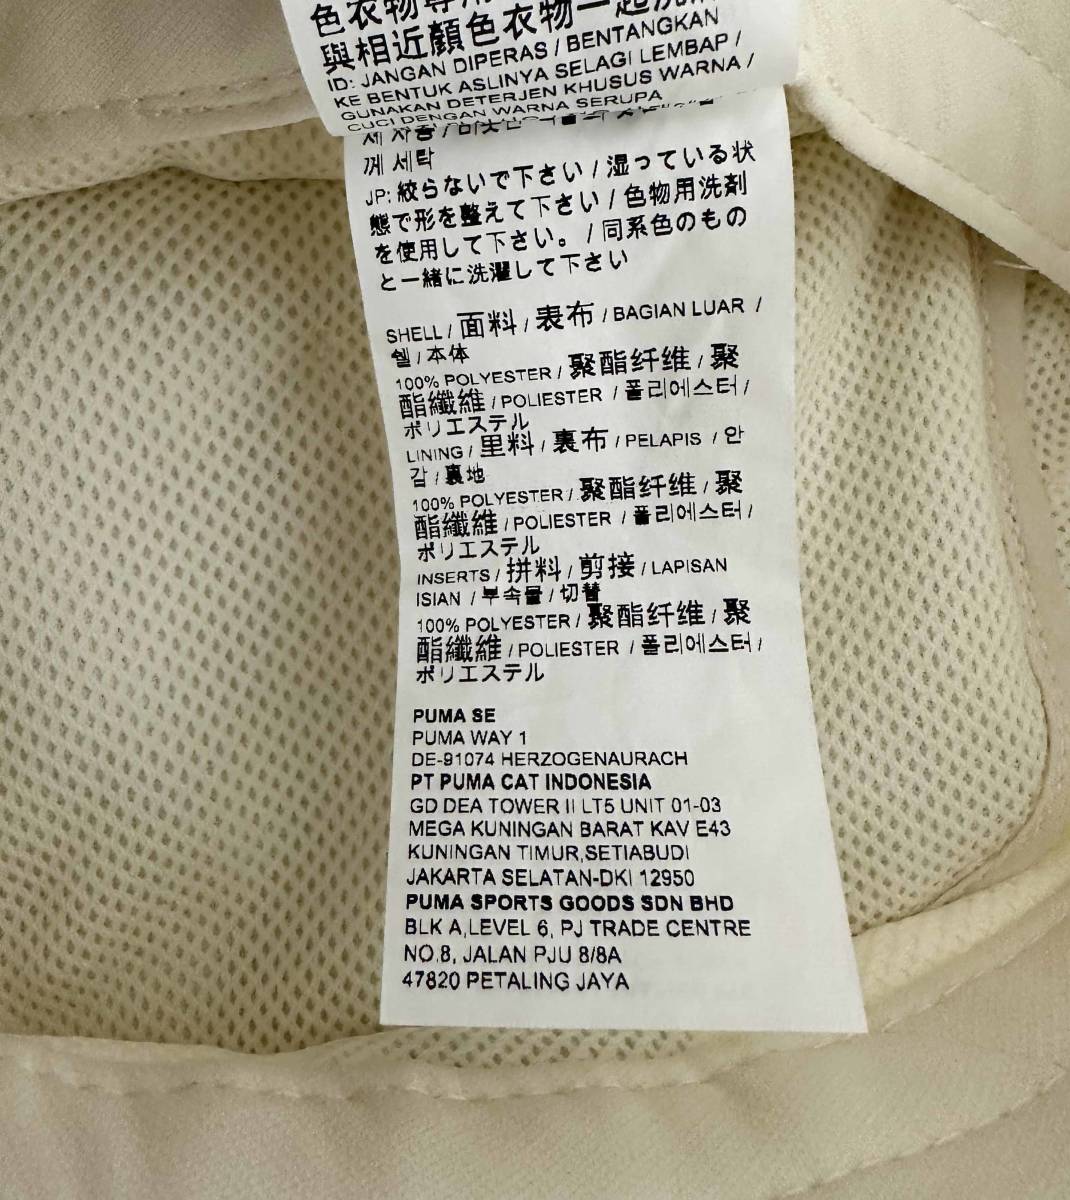 色衣物專用
與相近顏色衣物一起洗滌
ID: JANGAN DIPERAS / BENTANGKAN
KE BENTUK ASLINYA SELAGI LEMBAP /
GUNAKAN DETERJEN KHUSUS WARNA /
CUCI DENGAN WARNA SERUPA
께 세탁
JP: 絞らないで下さい / 湿っている状
態で形を整えて下さい / 色物用洗剤
を使用して下さい。 / 同系色のもの
と一緒に洗濯して下さい
SHELL / 面料 / 表布 / BAGIAN LUAR /
쉘 / 本体
100% POLYESTER / 聚酯纤维 / 聚
酯纖維 / POLIESTER / 폴리에스터 /
ポリエステル
LINING / 里料 / 裏布 / PELAPIS / 안
감 / 裏地
100% POLYESTER / 聚酯纤维 / 聚
酯纖維 / POLIESTER / 폴리에스터 /
ポリエステル
INSERTS / 拼料 / 剪接 / LAPISAN
ISIAN / 부속물 / 切替
100% POLYESTER / 聚酯纤维 / 聚
酯纖維 / POLIESTER / 폴리에스터 /
ポリエステル
PUMA SE
PUMA WAY 1
DE-91074 HERZOGENAURACH
PT PUMA CAT INDONESIA
GD DEA TOWER II LT5 UNIT 01-03
MEGA KUNINGAN BARAT KAV E43
KUNINGAN TIMUR,SETIABUDI
JAKARTA SELATAN-DKI 12950
PUMA SPORTS GOODS SDN BHD
BLK A,LEVEL 6, PJ TRADE CENTRE
NO.8, JALAN PJU 8/8A
47820 PETALING JAYA